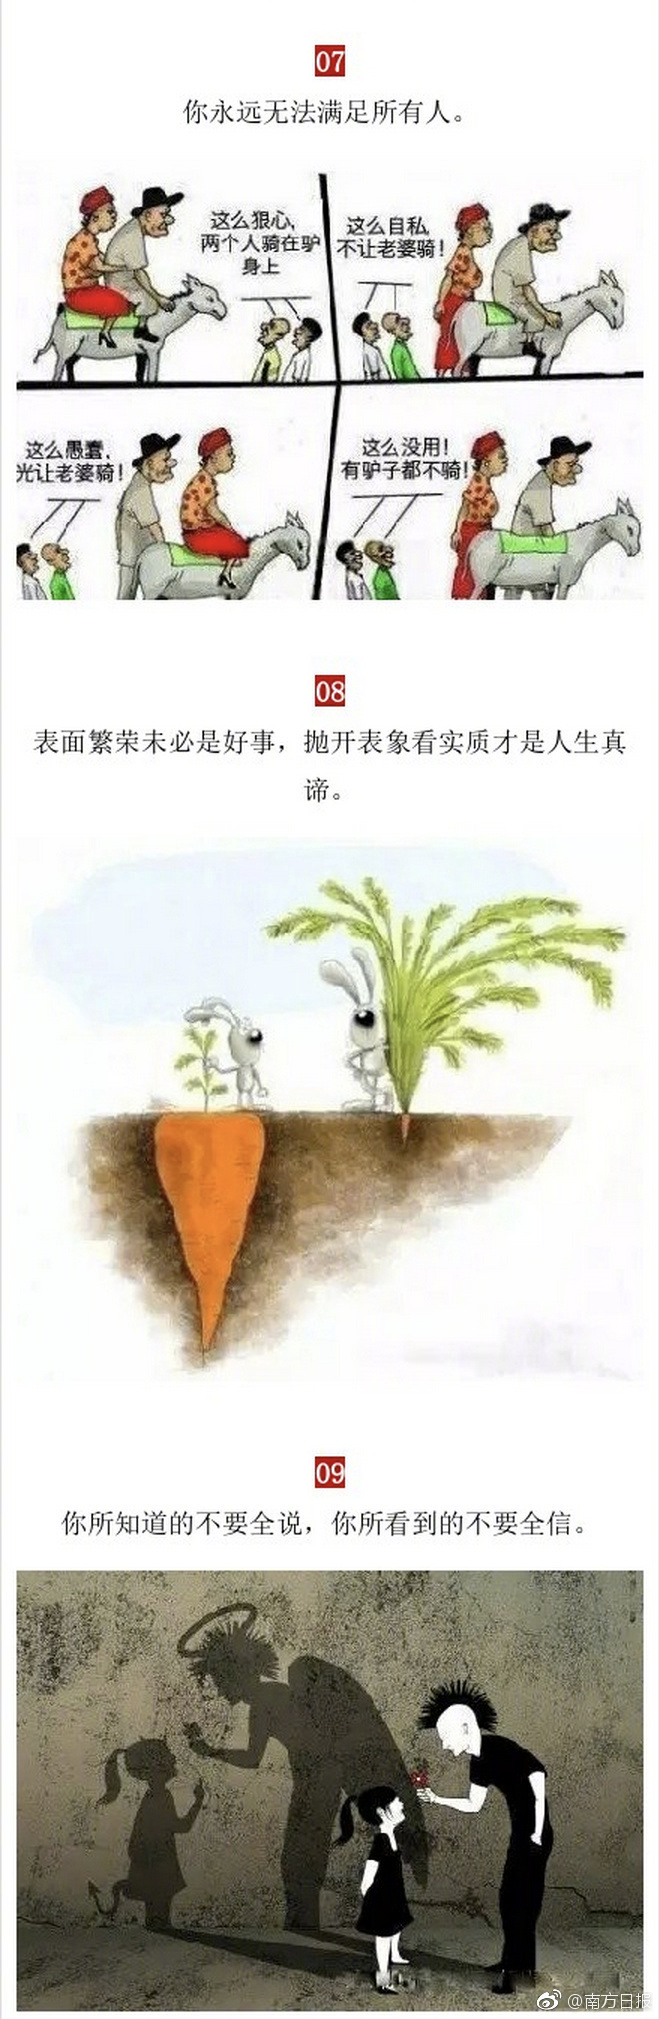 07
你永远无法满足所有人。
这么狠心,
两个人骑在驴
身上
这么自私,
不让老婆骑!
这么愚蠢,
光让老婆骑!
这么没用!
有驴子都不骑!
08
表面繁荣未必是好事，抛开表象看实质才是人生真
谛。
09
你所知道的不要全说，你所看到的不要全信。
@南方日报